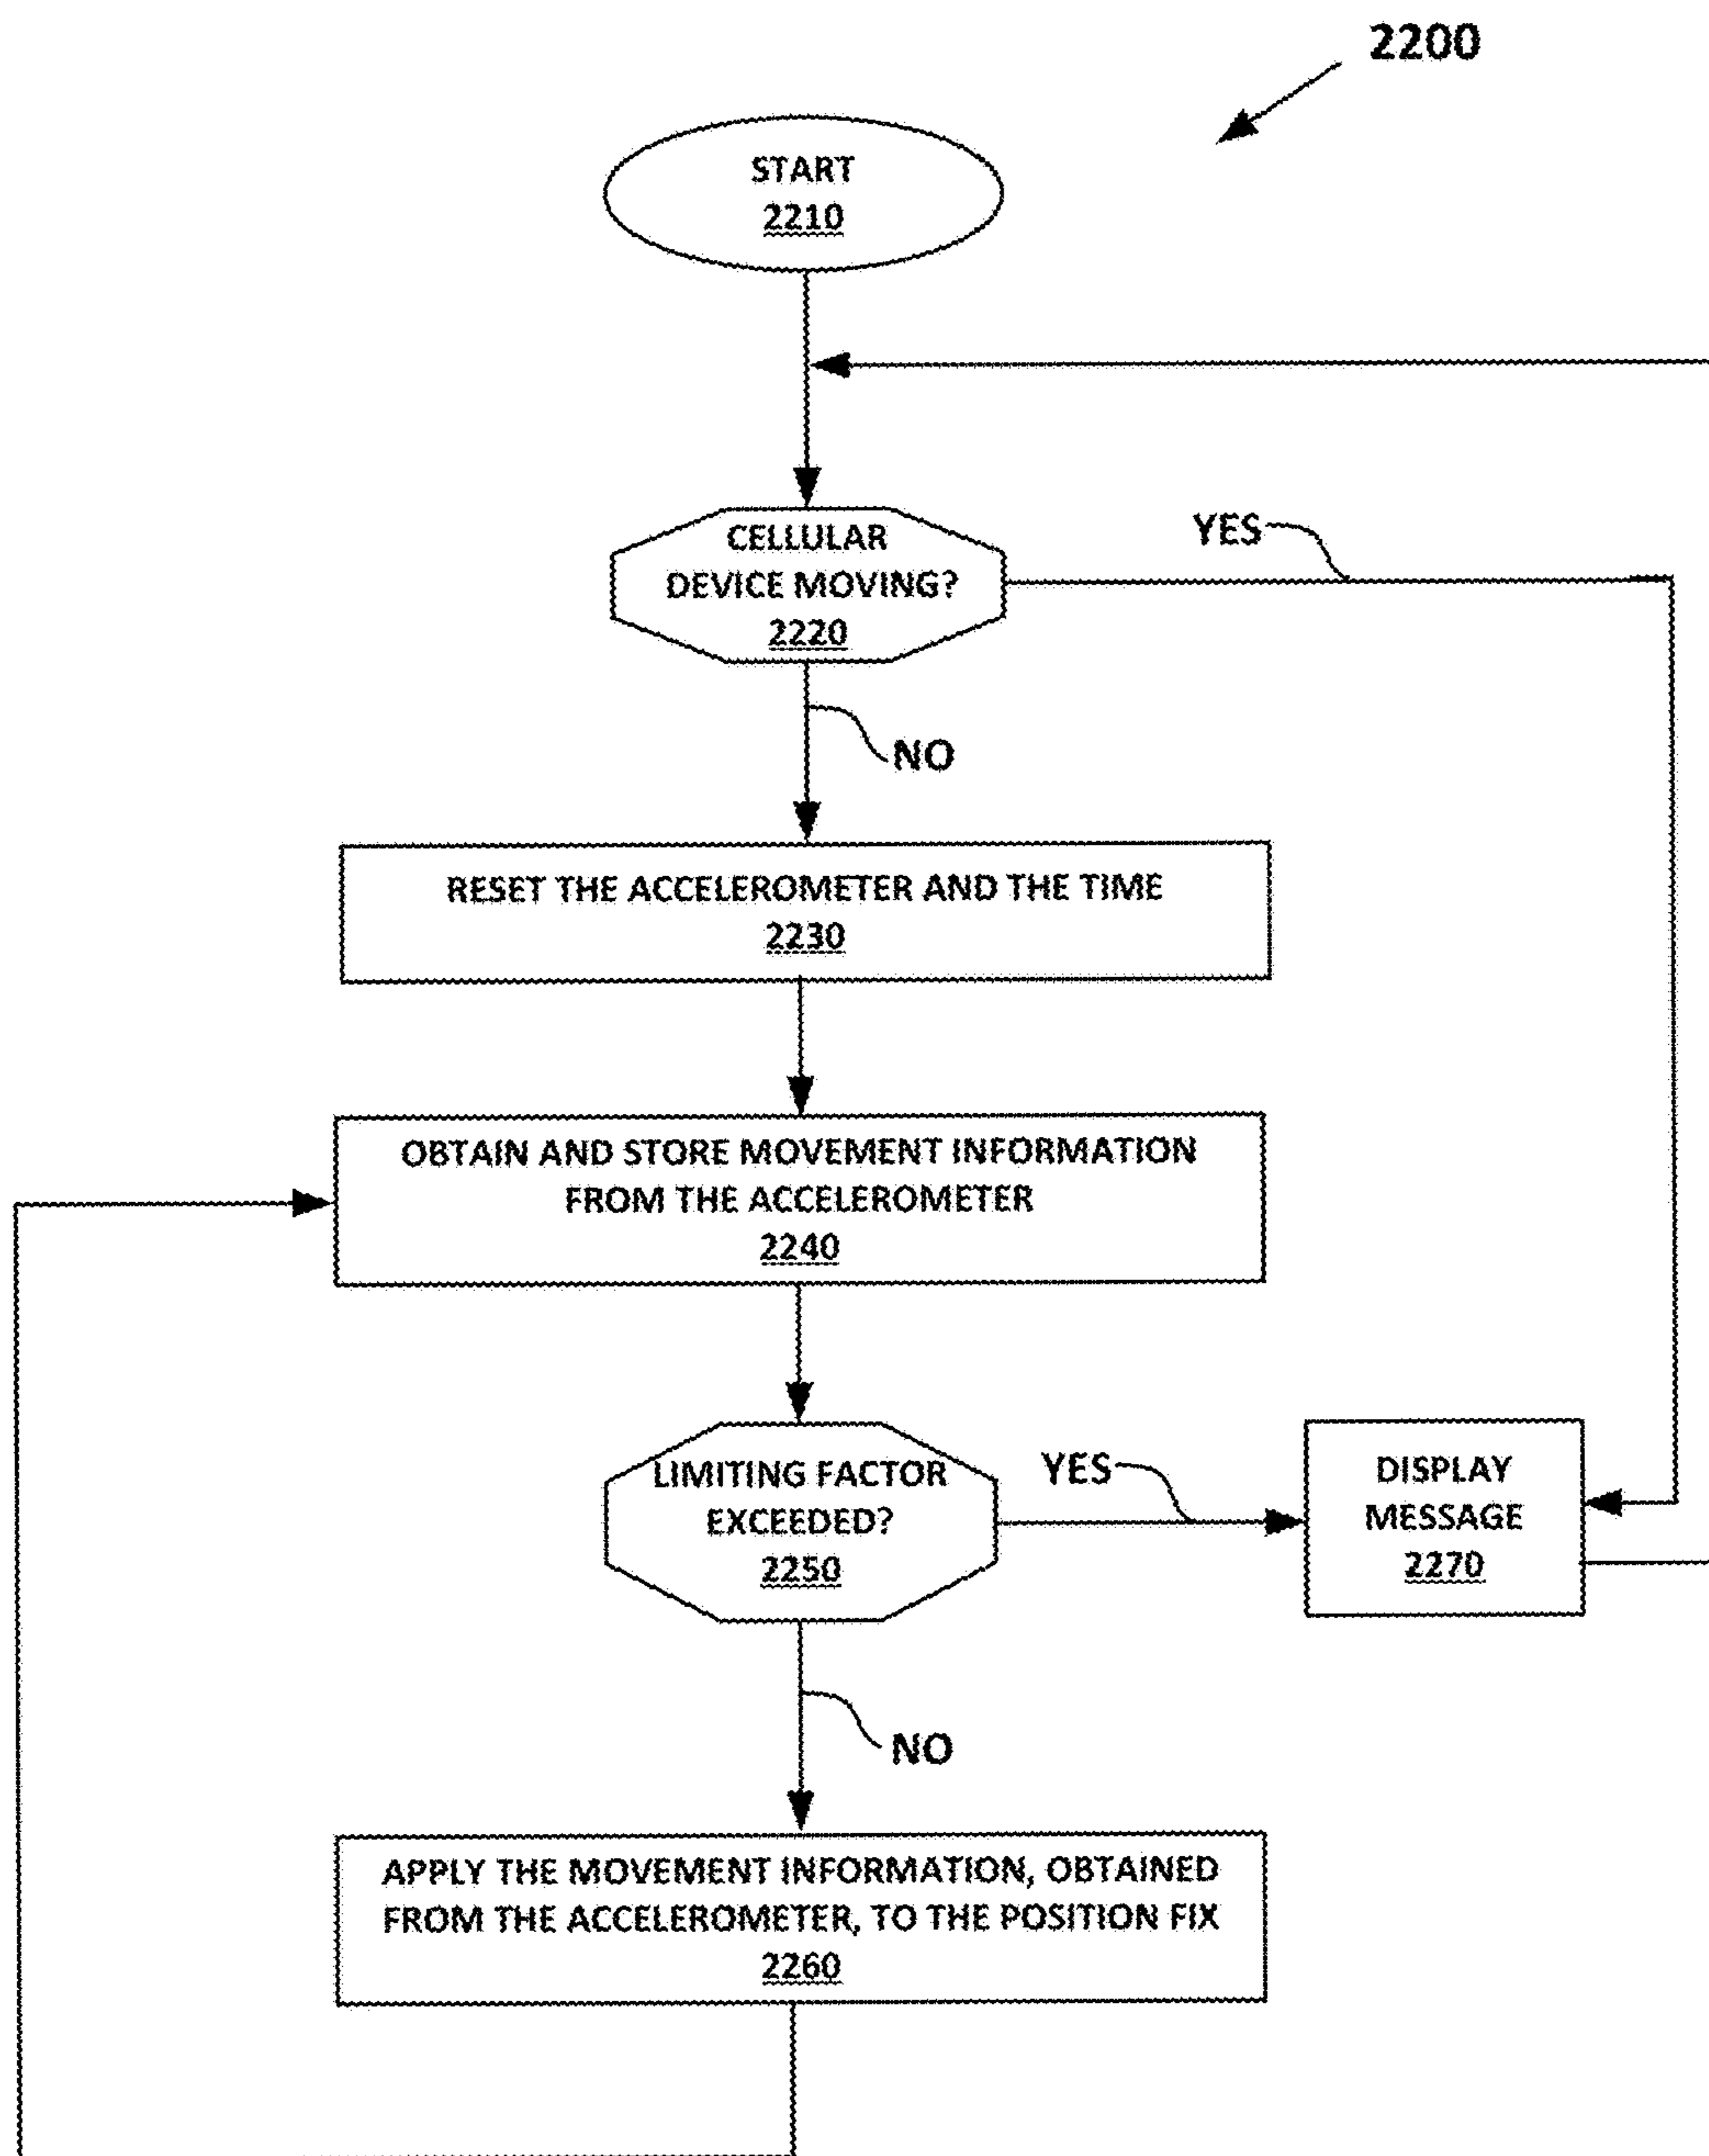 2200
START
2210
CELLULAR
DEVICE MOVING?
2220
YES
NO
RESET THE ACCELEROMETER AND THE TIME
2230
OBTAIN AND STORE MOVEMENT INFORMATION
FROM THE ACCELEROMETER
2240
LIMITING FACTOR
EXCEEDED?
2250
YES
DISPLAY
MESSAGE
2270
NO
APPLY THE MOVEMENT INFORMATION, OBTAINED
FROM THE ACCELEROMETER, TO THE POSITION FIX
2260